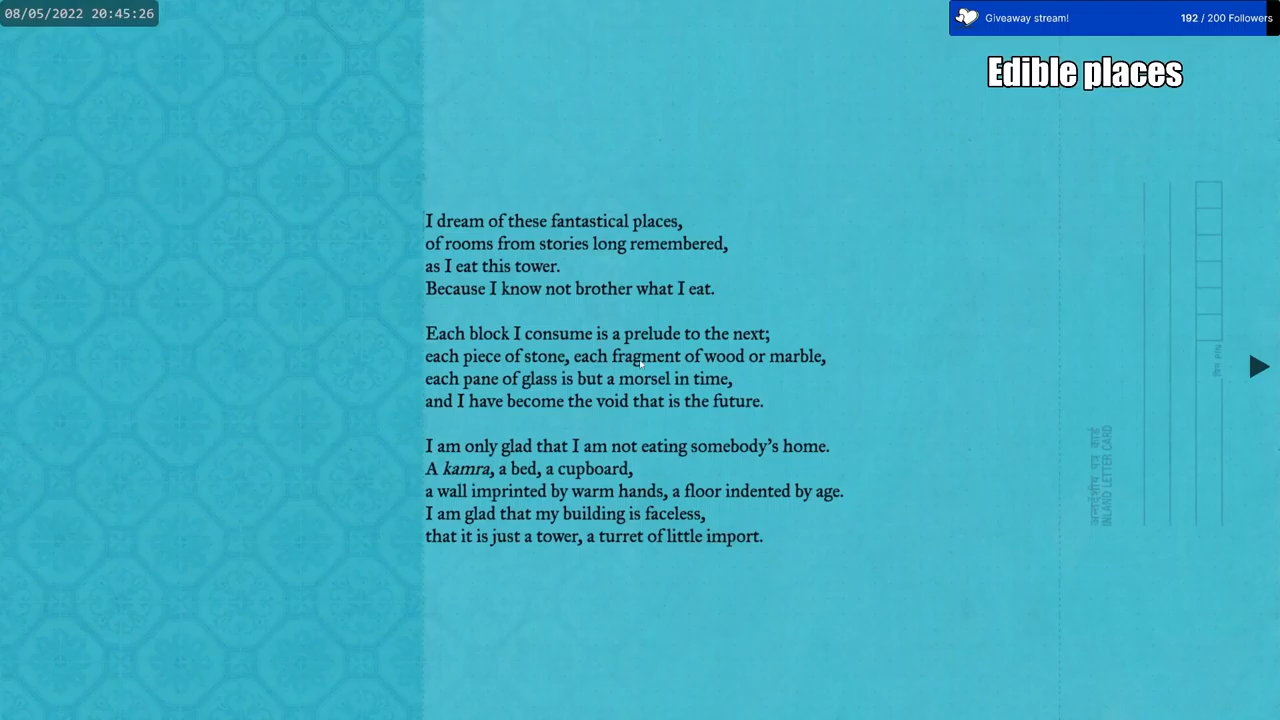 08/05/2022 20:45:26
Giveaway stream! 192 / 200 Followers
Edible places
I dream of these fantastical places,
of rooms from stories long remembered,
as I eat this tower.
Because I know not brother what I eat.
Each block I consume is a prelude to the next;
each piece of stone, each fragment of wood or marble,
each pane of glass is but a morsel in time,
and I have become the void that is the future.
I am only glad that I am not eating somebody's home.
A kamra, a bed, a cupboard,
a wall imprinted by warm hands, a floor indented by age.
I am glad that my building is faceless,
that it is just a tower, a turret of little import.
अन्तर्देशीय पत्र कार्ड
INLAND LETTER CARD
पिन PIN